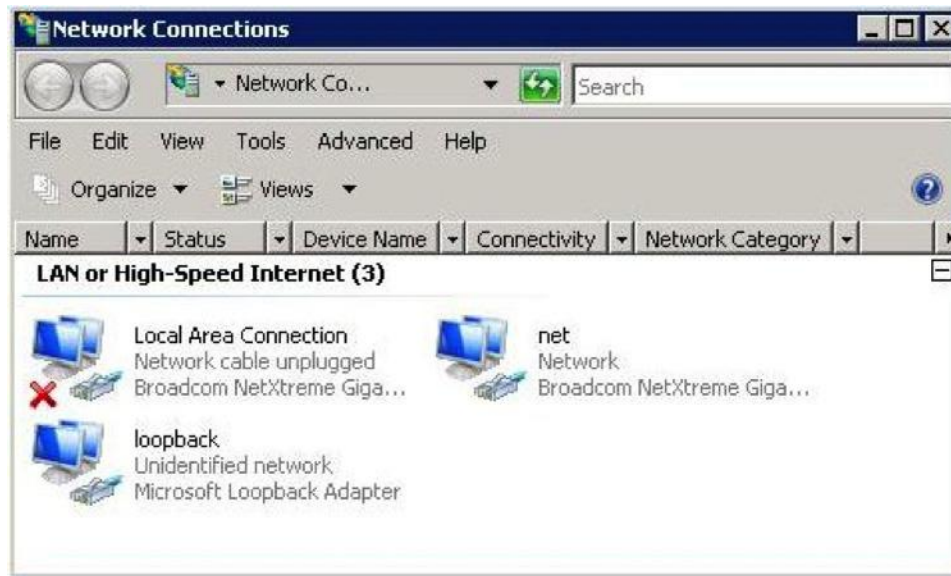 Network Connections
Network Co...
Search
File Edit View Tools Advanced Help
Organize Views
Name Status Device Name Connectivity Network Category
LAN or High-Speed Internet (3)
Local Area Connection
Network cable unplugged
Broadcom NetXtreme Giga...
net
Network
Broadcom NetXtreme Giga...
loopback
Unidentified network
Microsoft Loopback Adapter